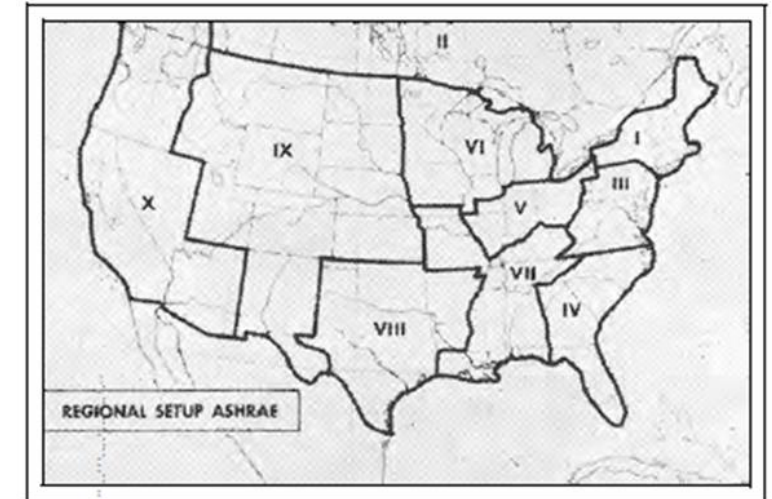 II
I
VI
IX
III
X
V
VII
IV
VIII
REGIONAL SETUP ASHRAE